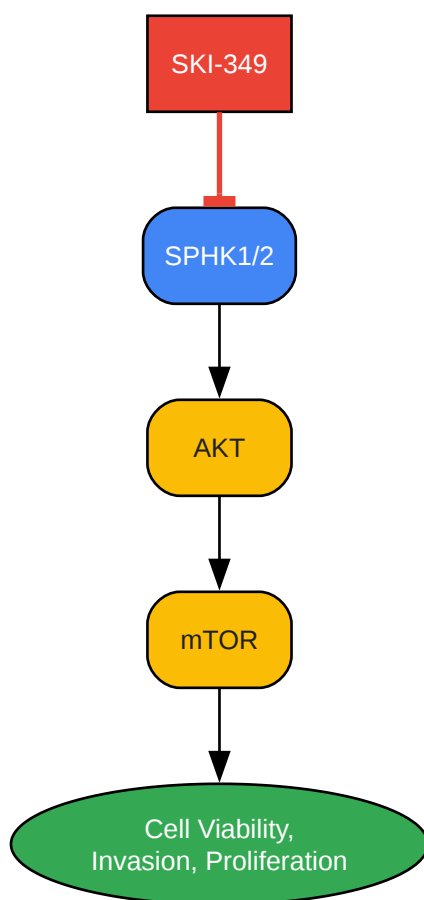 SKI-349
SPHK1/2
AKT
mTOR
Cell Viability,
Invasion, Proliferation